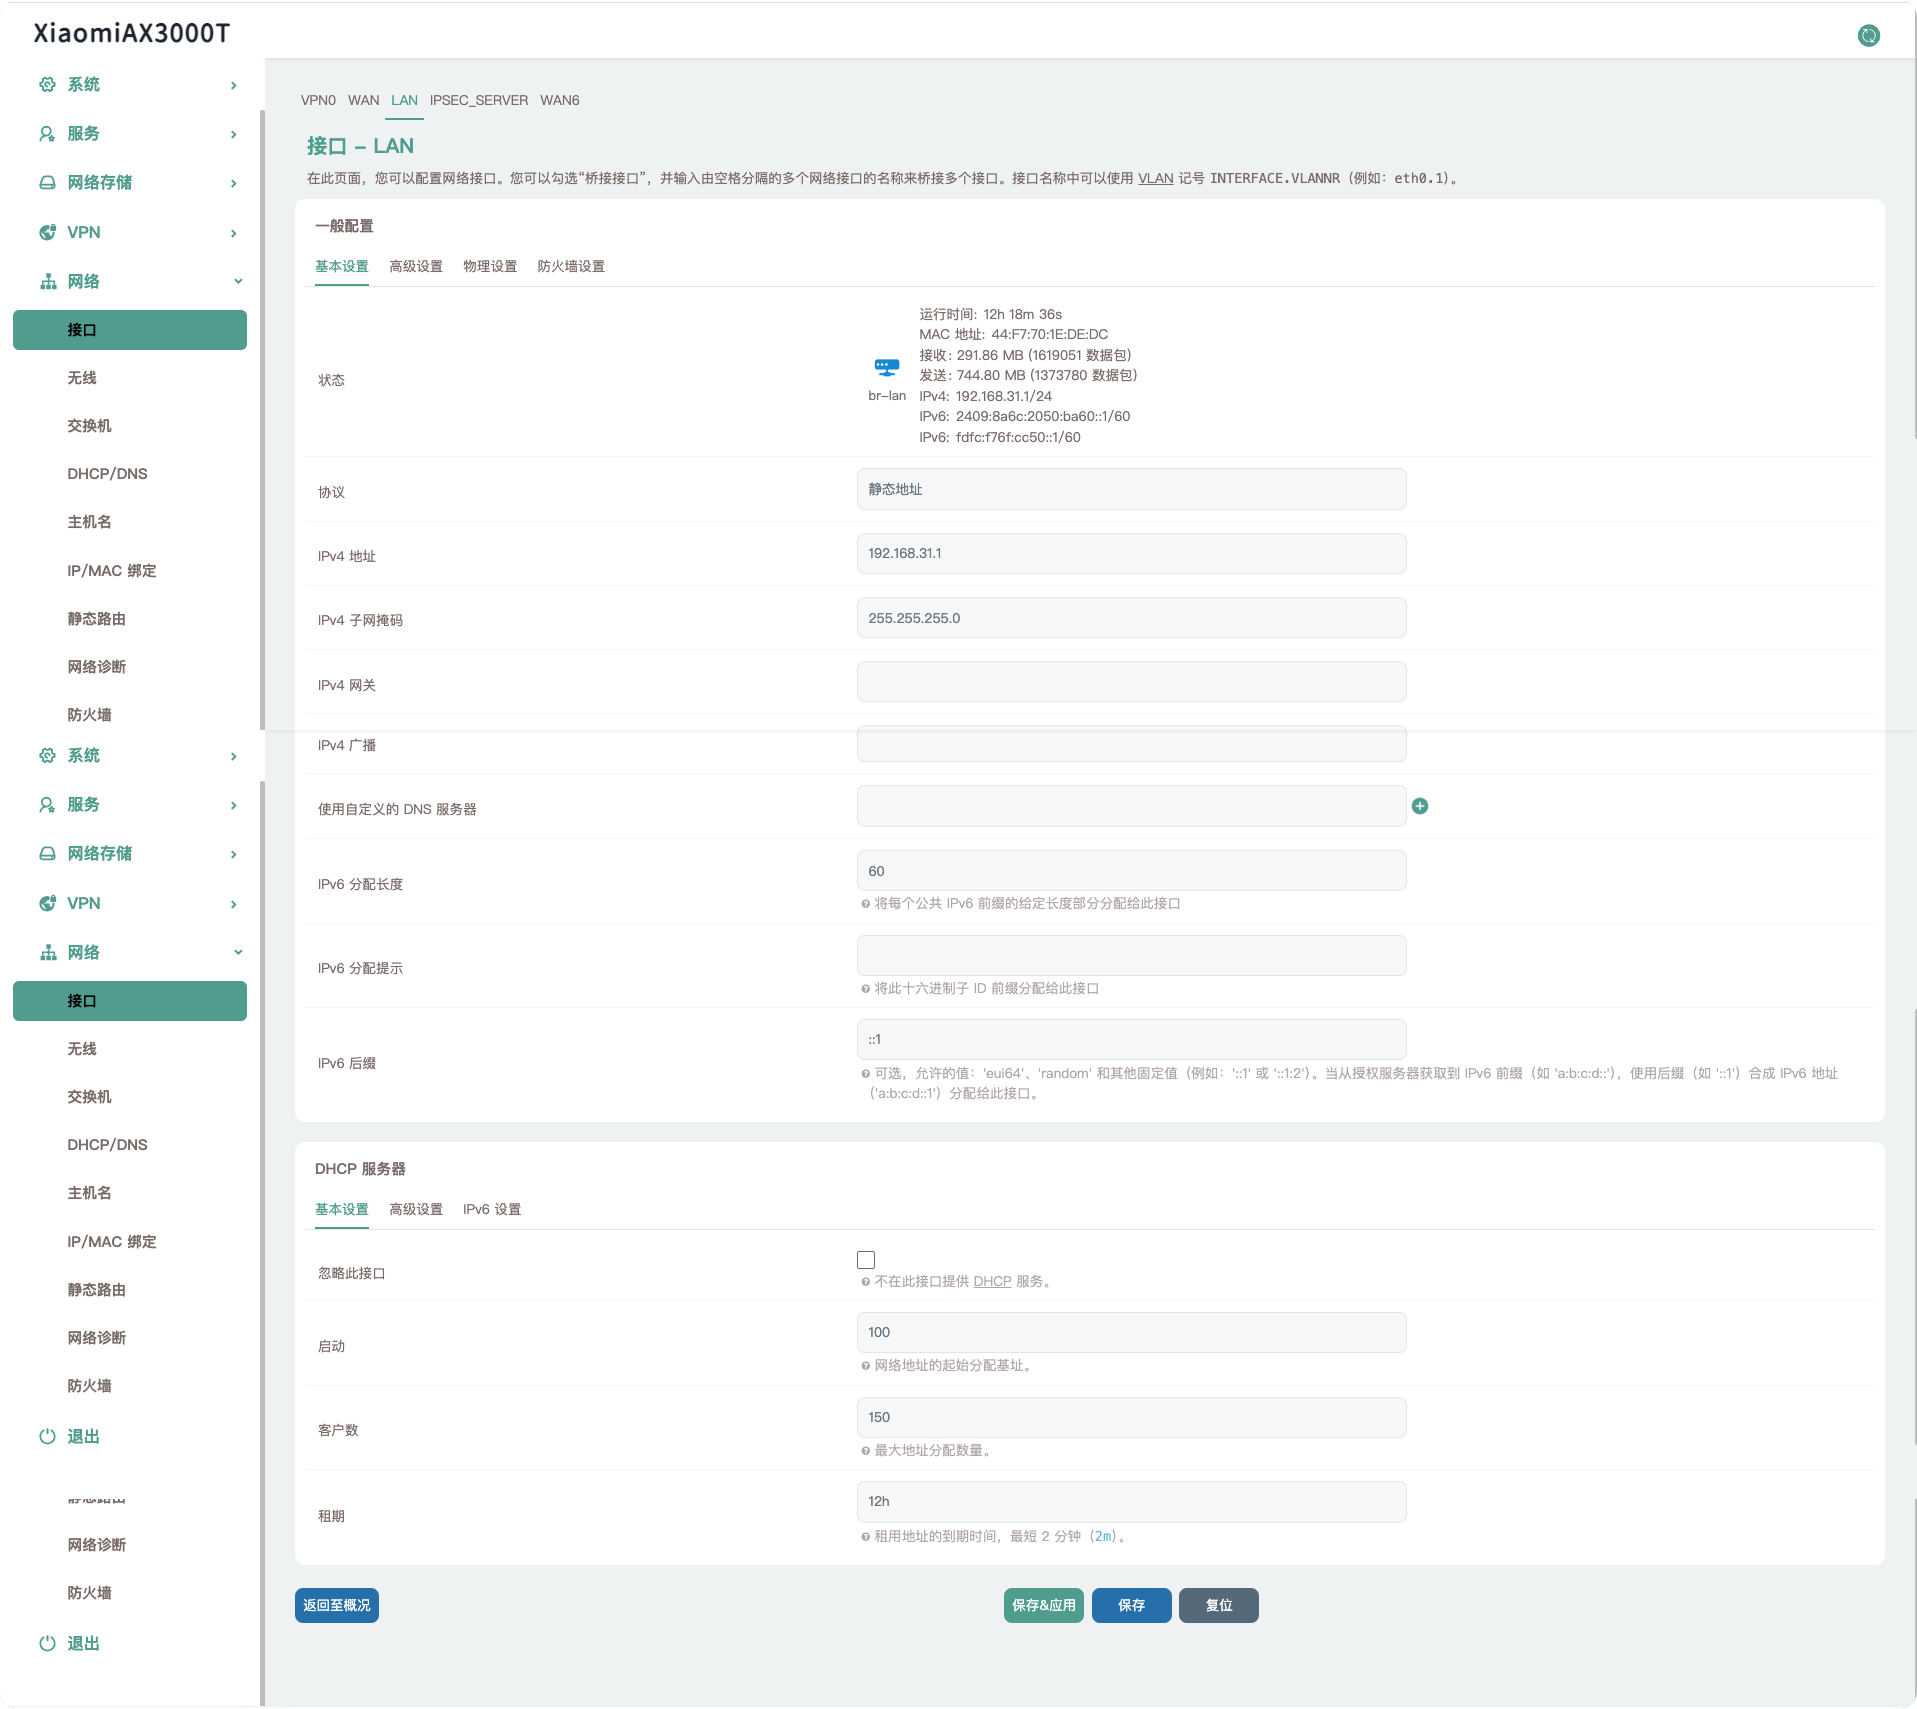 XiaomiAX3000T
系统
服务
网络存储
VPN
网络
接口
无线
交换机
DHCP/DNS
主机名
IP/MAC 绑定
静态路由
网络诊断
防火墙
系统
服务
网络存储
VPN
网络
接口
无线
交换机
DHCP/DNS
主机名
IP/MAC 绑定
静态路由
网络诊断
防火墙
退出
静态路由
网络诊断
防火墙
退出
VPN0 WAN LAN IPSEC_SERVER WAN6
接口 - LAN
在此页面，您可以配置网络接口。您可以勾选“桥接接口”，并输入由空格分隔的多个网络接口的名称来桥接多个接口。接口名称中可以使用 VLAN 记号 INTERFACE.VLANNR（例如：eth0.1）。
一般配置
基本设置 高级设置 物理设置 防火墙设置
状态
br-lan
运行时间: 12h 18m 36s
MAC 地址: 44:F7:70:1E:DE:DC
接收: 291.86 MB (1619051 数据包)
发送: 744.80 MB (1373780 数据包)
IPv4: 192.168.31.1/24
IPv6: 2409:8a6c:2050:ba60::1/60
IPv6: fdfc:f76f:cc50::1/60
协议 静态地址
IPv4 地址 192.168.31.1
IPv4 子网掩码 255.255.255.0
IPv4 网关
IPv4 广播
使用自定义的 DNS 服务器
IPv6 分配长度 60
将每个公共 IPv6 前缀的给定长度部分分配给此接口
IPv6 分配提示
将此十六进制子 ID 前缀分配给此接口
IPv6 后缀 ::1
可选，允许的值：'eui64'、'random' 和其他固定值（例如：'::1' 或 '::1:2'）。当从授权服务器获取到 IPv6 前缀（如 'a:b:c:d::'），使用后缀（如 '::1'）合成 IPv6 地址
（'a:b:c:d::1'）分配给此接口。
DHCP 服务器
基本设置 高级设置 IPv6 设置
忽略此接口
不在此接口提供 DHCP 服务。
启动 100
网络地址的起始分配基址。
客户数 150
最大地址分配数量。
租期 12h
租用地址的到期时间，最短 2 分钟（2m）。
返回至概况 保存&应用 保存 复位